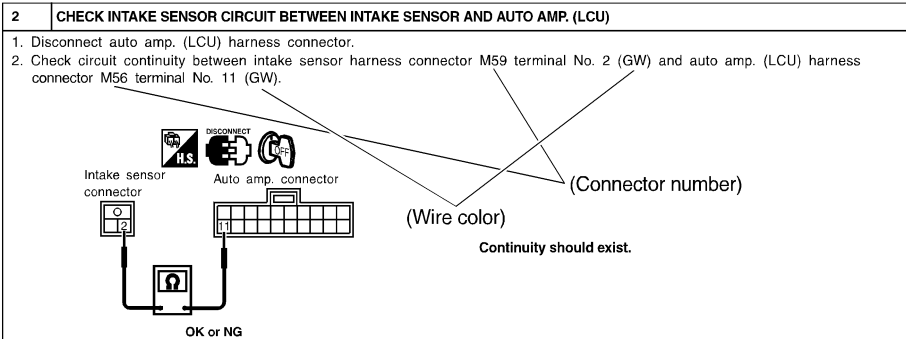 2 CHECK INTAKE SENSOR CIRCUIT BETWEEN INTAKE SENSOR AND AUTO AMP. (LCU)
1. Disconnect auto amp. (LCU) harness connector.
2. Check circuit continuity between intake sensor harness connector M59 terminal No. 2 (GW) and auto amp. (LCU) harness
connector M56 terminal No. 11 (GW).
DISCONNECT
H.S.
OFF
Intake sensor
connector
Auto amp. connector
(Connector number)
(Wire color)
2
11
Continuity should exist.
Ω
OK or NG